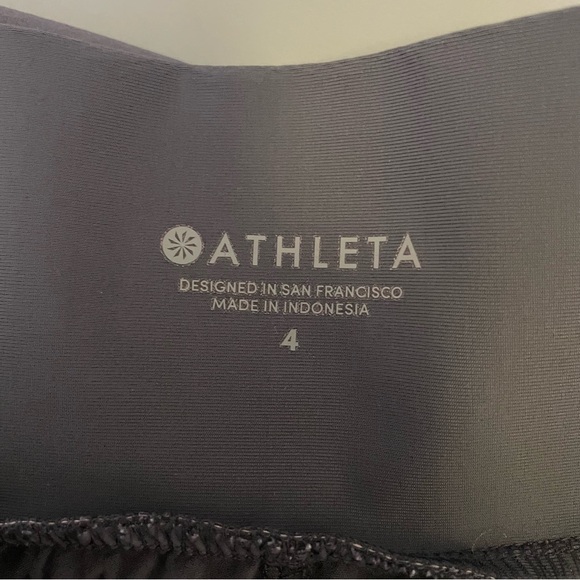 ATHLETA
DESIGNED IN SAN FRANCISCO
MADE IN INDONESIA
4